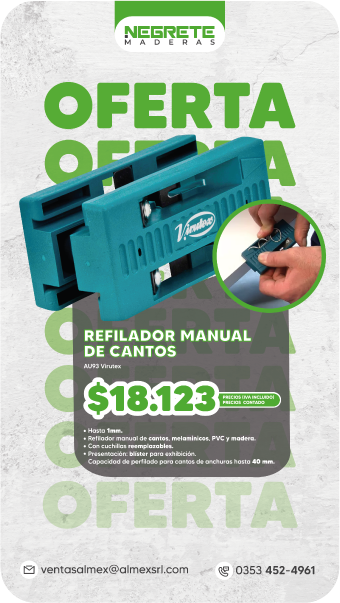 NEGRETE
MADERAS
OFERTA
OFERTA
Virutex
OFERTA
REFILADOR MANUAL
DE CANTOS
AU93 Virutex
$18.123
PRECIOS (IVA INCLUIDO)
PRECIOS CONTADO
• Hasta 1mm.
• Refilador manual de cantos, melamínicos, PVC y madera.
• Con cuchillas reemplazables.
• Presentación: blíster para exhibición.
Capacidad de perfilado para cantos de anchuras hasta 40 mm.
OFERTA
ventasalmex@almexsrl.com
0353 452-4961